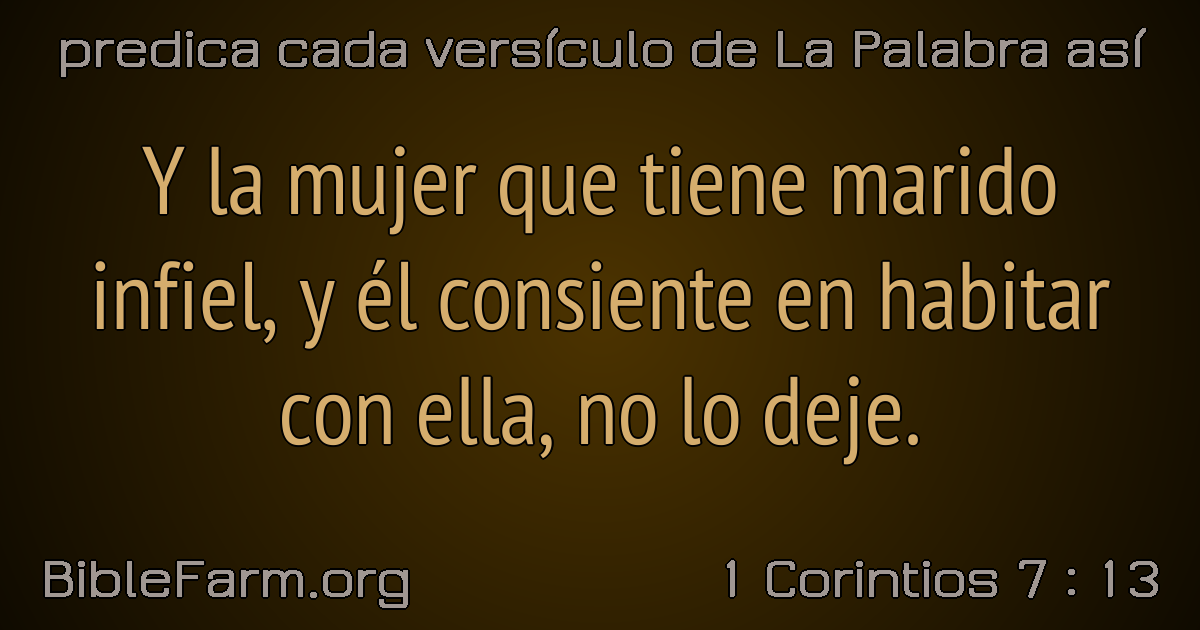 predica cada versículo de La Palabra así
Y la mujer que tiene marido
infiel, y él consiente en habitar
con ella, no lo deje.
BibleFarm.org
1 Corintios 7 : 13